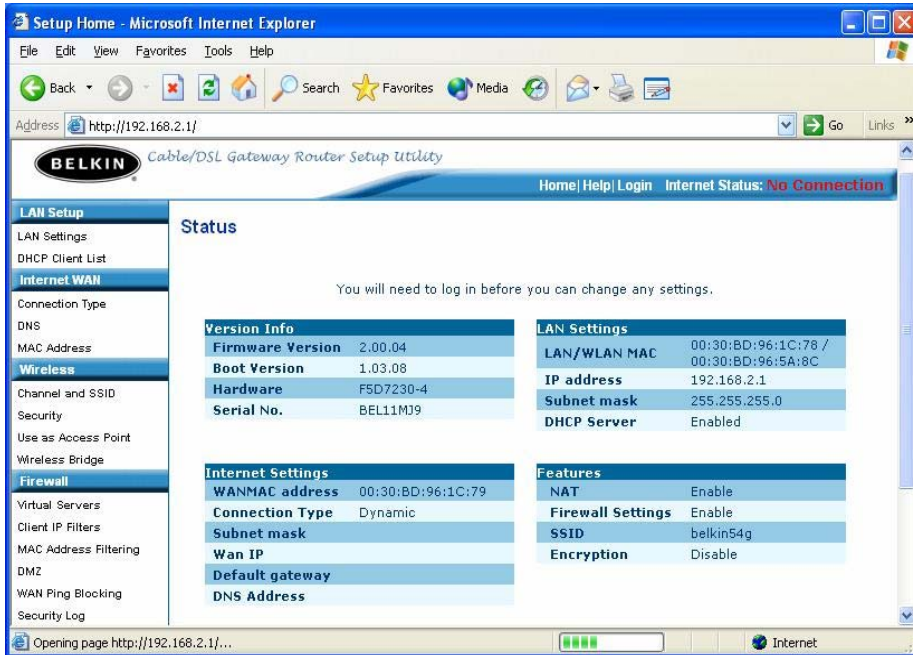 Setup Home - Microsoft Internet Explorer
File Edit View Favorites Tools Help
Back Search Favorites Media
Address http://192.168.2.1/ Go Links »
BELKIN Cable/DSL Gateway Router Setup Utility
Home| Help| Login Internet Status: No Connection
LAN Setup
LAN Settings
DHCP Client List
Internet WAN
Connection Type
DNS
MAC Address
Wireless
Channel and SSID
Security
Use as Access Point
Wireless Bridge
Firewall
Virtual Servers
Client IP Filters
MAC Address Filtering
DMZ
WAN Ping Blocking
Security Log
Status
You will need to log in before you can change any settings.
Version Info
Firmware Version 2.00.04
Boot Version 1.03.08
Hardware F5D7230-4
Serial No. BEL11MJ9
LAN Settings
LAN/WLAN MAC 00:30:BD:96:1C:78 /
00:30:BD:96:5A:8C
IP address 192.168.2.1
Subnet mask 255.255.255.0
DHCP Server Enabled
Internet Settings
WANMAC address 00:30:BD:96:1C:79
Connection Type Dynamic
Subnet mask
Wan IP
Default gateway
DNS Address
Features
NAT Enable
Firewall Settings Enable
SSID belkin54g
Encryption Disable
Opening page http://192.168.2.1/... Internet